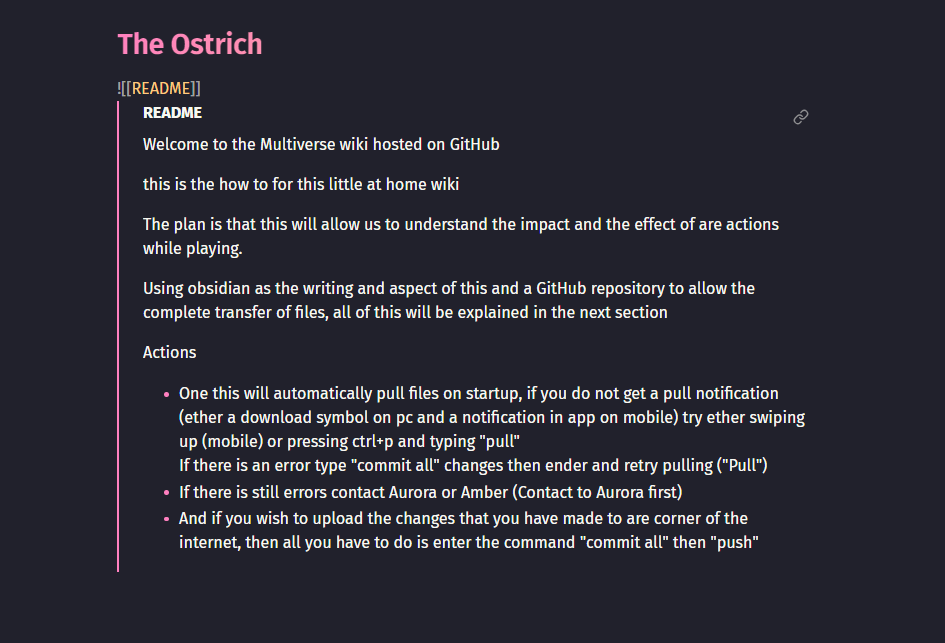 The Ostrich
![[README]]
README
Welcome to the Multiverse wiki hosted on GitHub
this is the how to for this little at home wiki
The plan is that this will allow us to understand the impact and the effect of are actions
while playing.
Using obsidian as the writing and aspect of this and a GitHub repository to allow the
complete transfer of files, all of this will be explained in the next section
Actions
• One this will automatically pull files on startup, if you do not get a pull notification
(ether a download symbol on pc and a notification in app on mobile) try ether swiping
up (mobile) or pressing ctrl+p and typing "pull"
If there is an error type "commit all" changes then ender and retry pulling ("Pull")
• If there is still errors contact Aurora or Amber (Contact to Aurora first)
• And if you wish to upload the changes that you have made to are corner of the
internet, then all you have to do is enter the command "commit all" then "push"